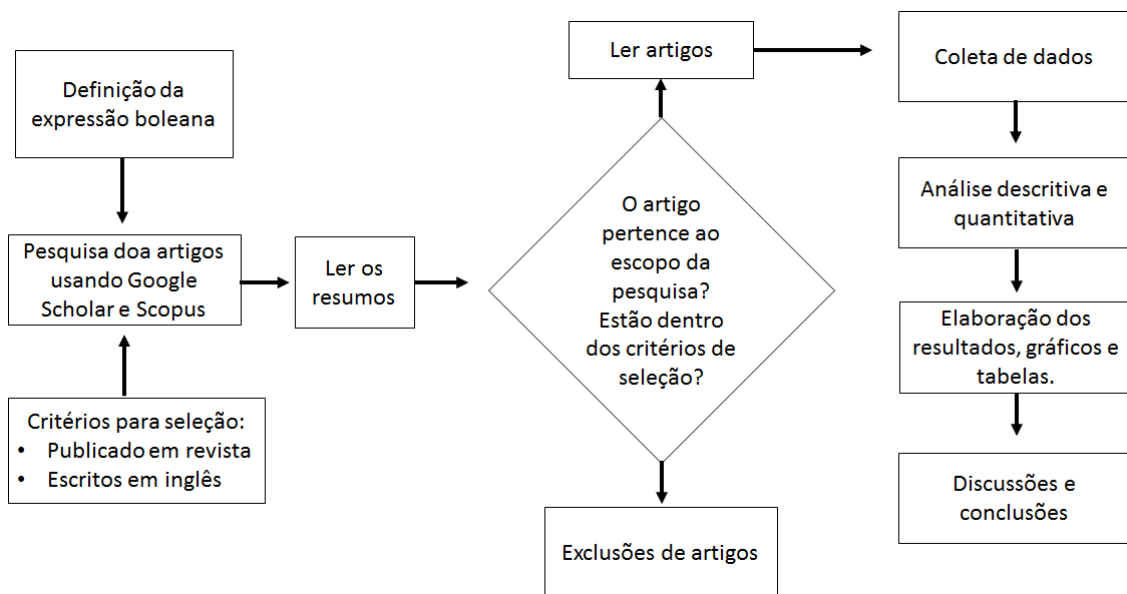 Definição da
expressão boleana
Pesquisa doa artigos
usando Google
Scholar e Scopus
Critérios para seleção:
• Publicado em revista
• Escritos em inglês
Ler os
resumos
O artigo
pertence ao
escopo da
pesquisa?
Estão dentro
dos critérios de
seleção?
Ler artigos
Exclusões de artigos
Coleta de dados
Análise descritiva e
quantitativa
Elaboração dos
resultados, gráficos e
tabelas.
Discussões e
conclusões